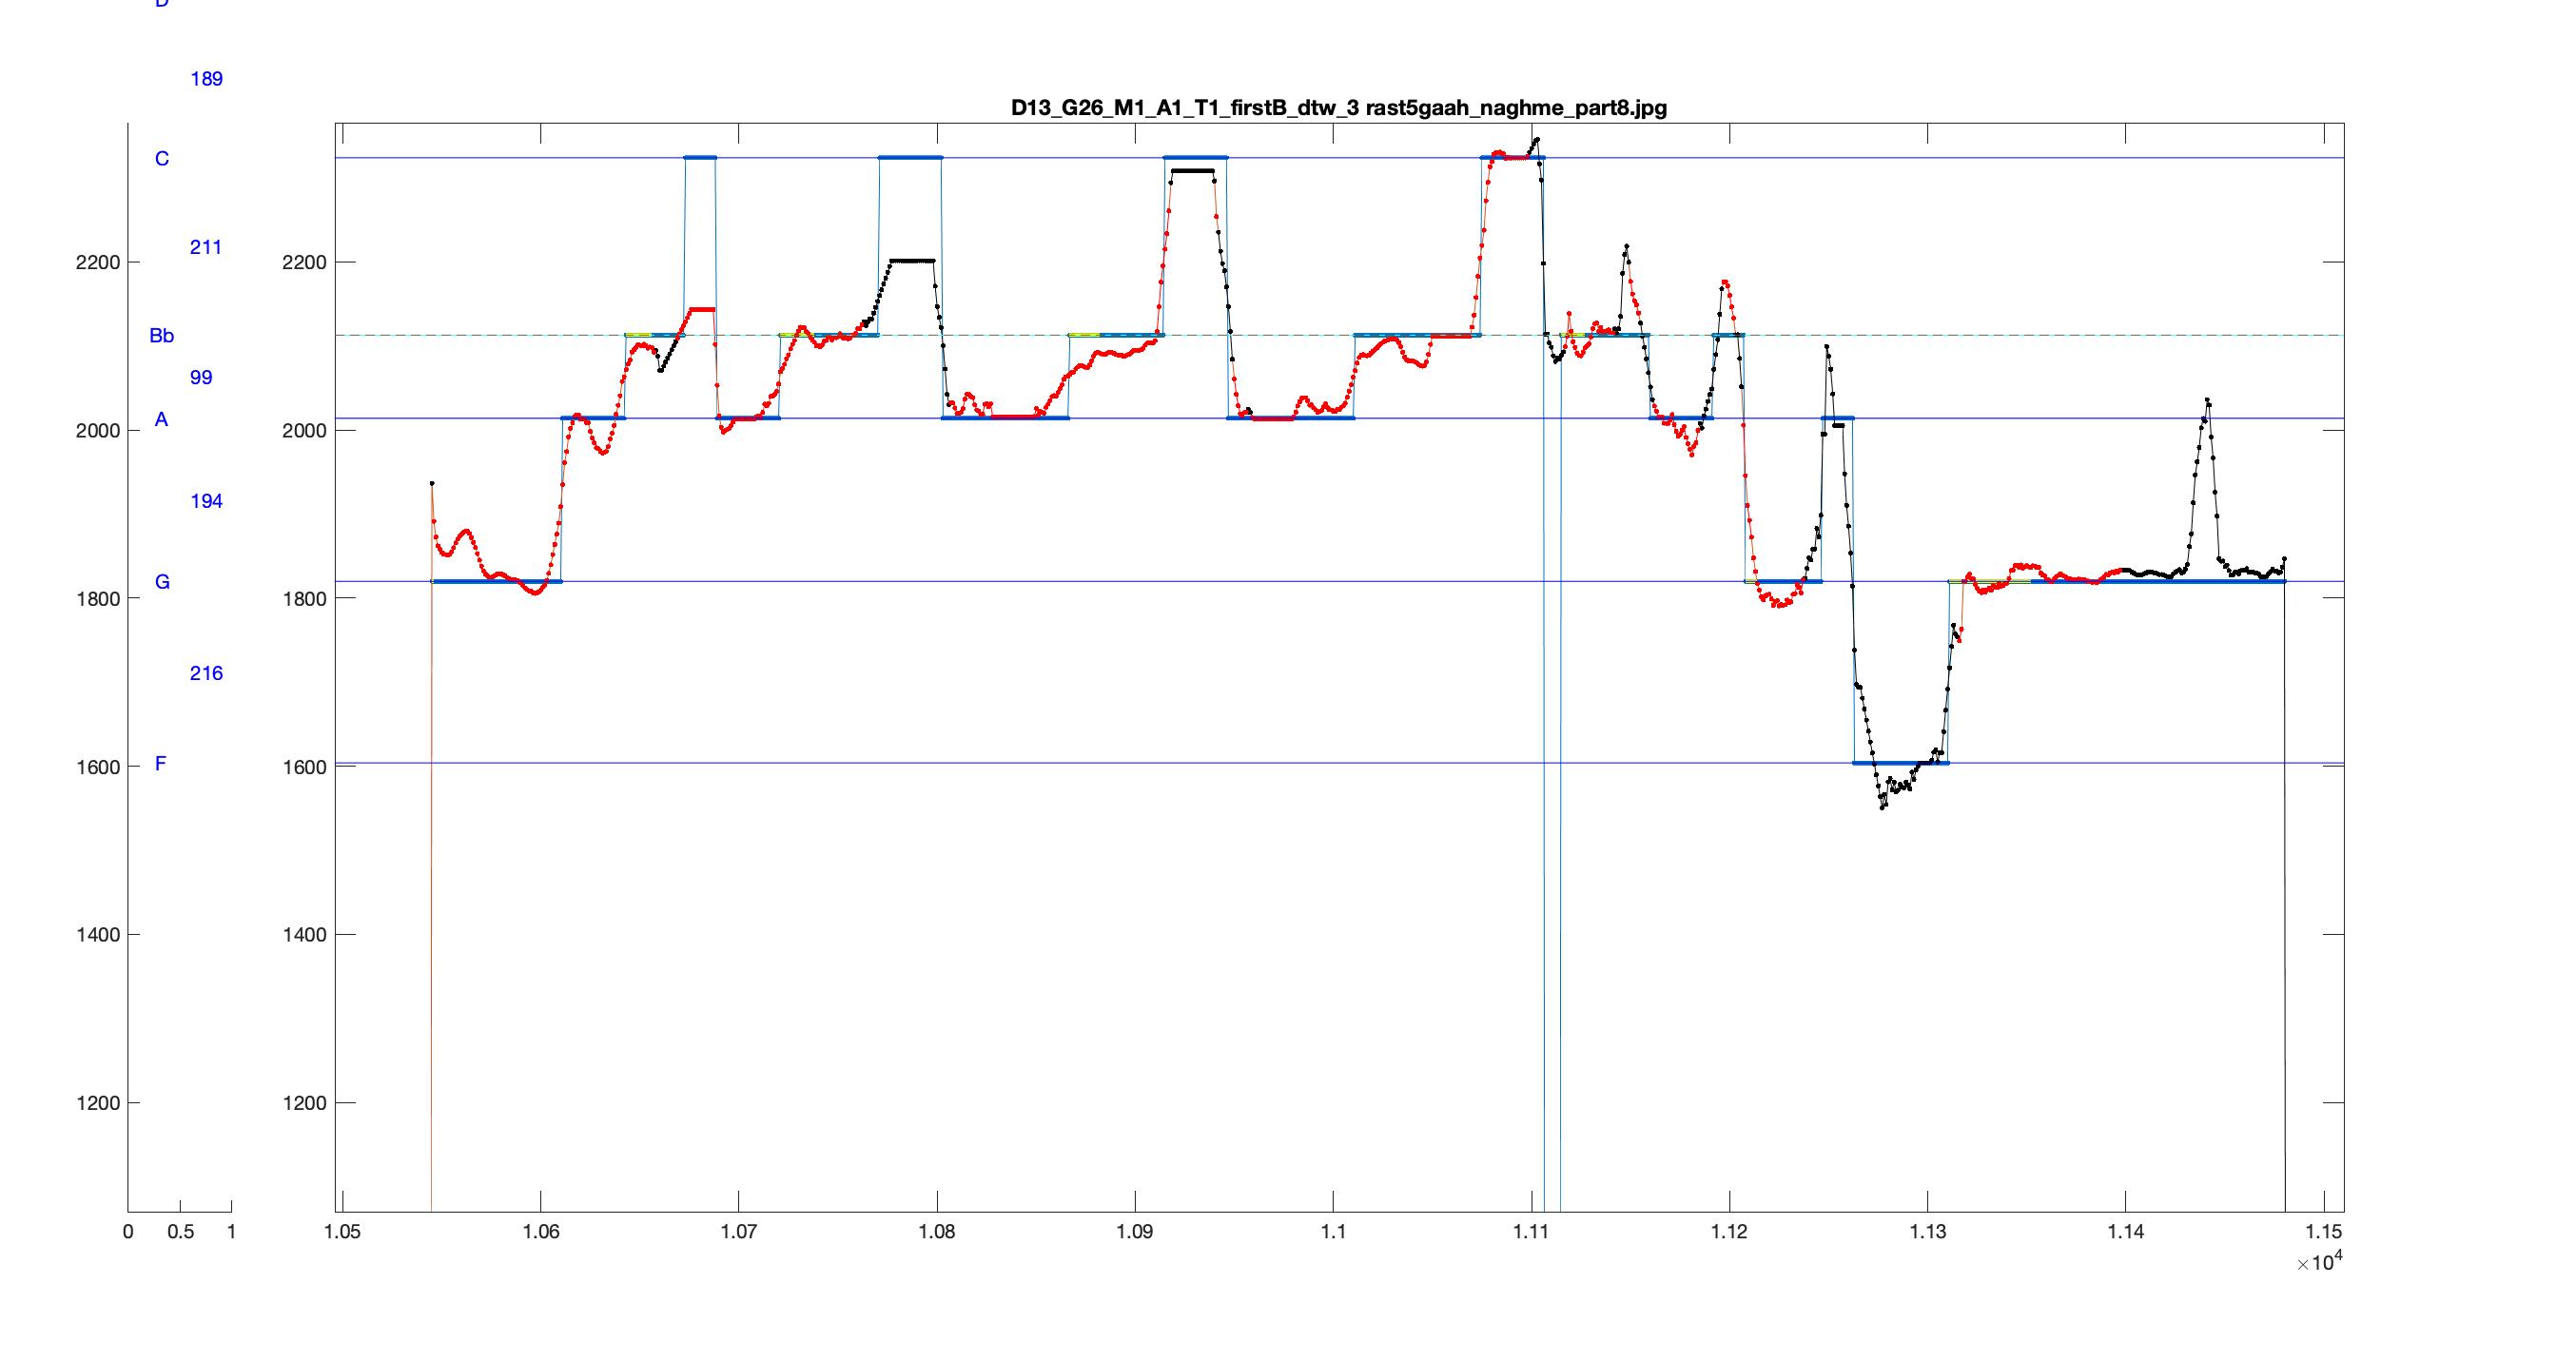 D
189
D13_G26_M1_A1_T1_firstB_dtw_3 rast5gaah_naghme_part8.jpg
C
211
2200 2200
Bb
99
A
2000 2000
194
G
1800 1800
216
F
1600 1600
1400 1400
1200 1200
0 0.5 1 1.05 1.06 1.07 1.08 1.09 1.1 1.11 1.12 1.13 1.14 1.15
×10^4